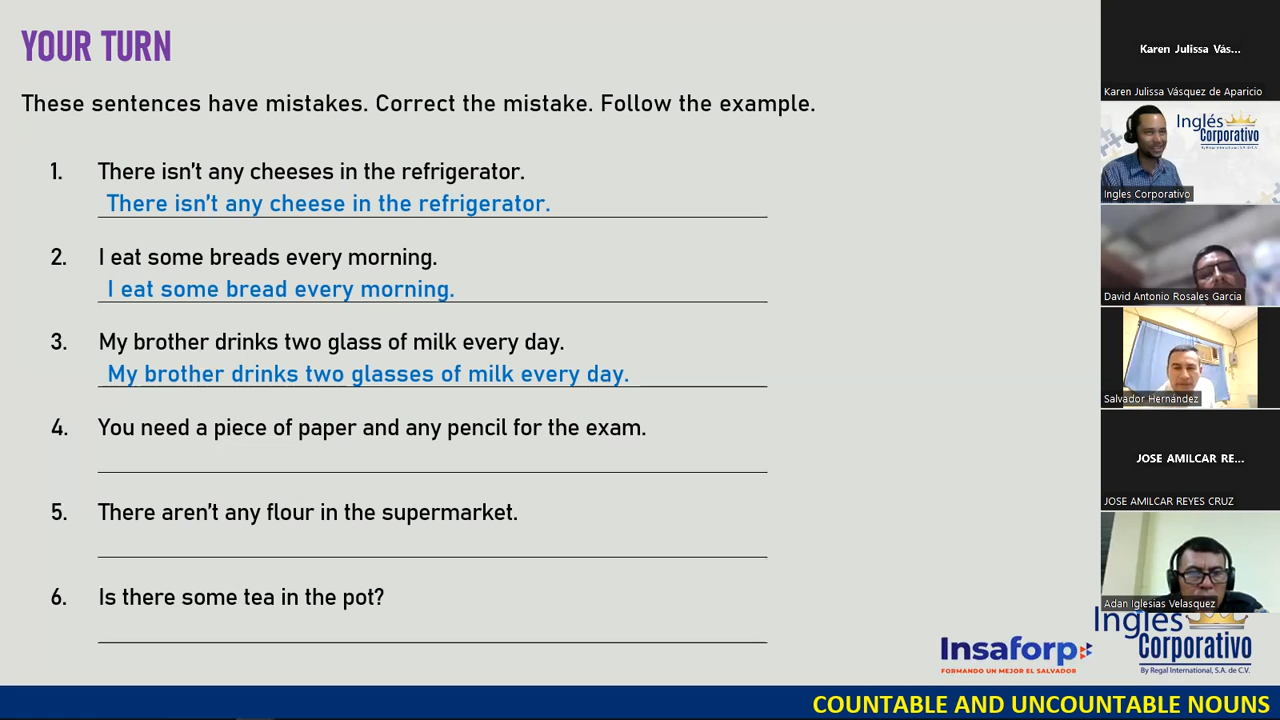 YOUR TURN
These sentences have mistakes. Correct the mistake. Follow the example.
1. There isn't any cheeses in the refrigerator.
There isn't any cheese in the refrigerator.
2. I eat some breads every morning.
I eat some bread every morning.
3. My brother drinks two glass of milk every day.
My brother drinks two glasses of milk every day.
4. You need a piece of paper and any pencil for the exam.
5. There aren't any flour in the supermarket.
6. Is there some tea in the pot?
Insaforp
FORMANDO UN MEJOR EL SALVADOR
Inglés
Corporativo
By Regal International, S.A. de C.V.
COUNTABLE AND UNCOUNTABLE NOUNS
Karen Julissa Vás...
Karen Julissa Vásquez de Aparicio
Inglés
Corporativo
By Regal International, S.A. de C.V.
Ingles Corporativo
David Antonio Rosales Garcia
Salvador Hernández
JOSE AMILCAR RE...
JOSE AMILCAR REYES CRUZ
Adan Iglesias Velasquez